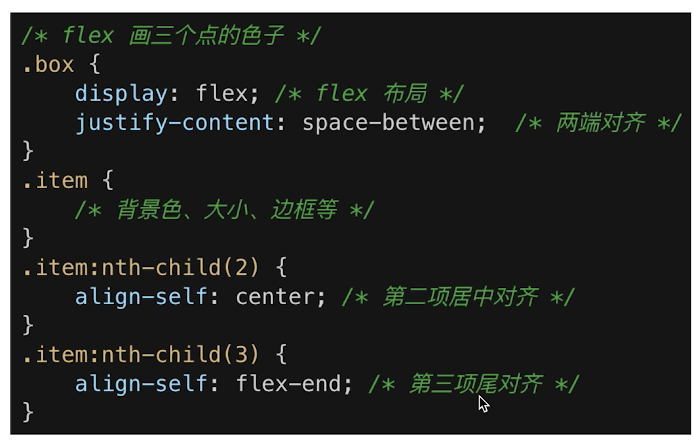 /* flex 画三个点的色子 */
.box {
    display: flex; /* flex 布局 */
    justify-content: space-between;  /* 两端对齐 */
}
.item {
    /* 背景色、大小、边框等 */
}
.item:nth-child(2) {
    align-self: center; /* 第二项居中对齐 */
}
.item:nth-child(3) {
    align-self: flex-end; /* 第三项尾对齐 */
}